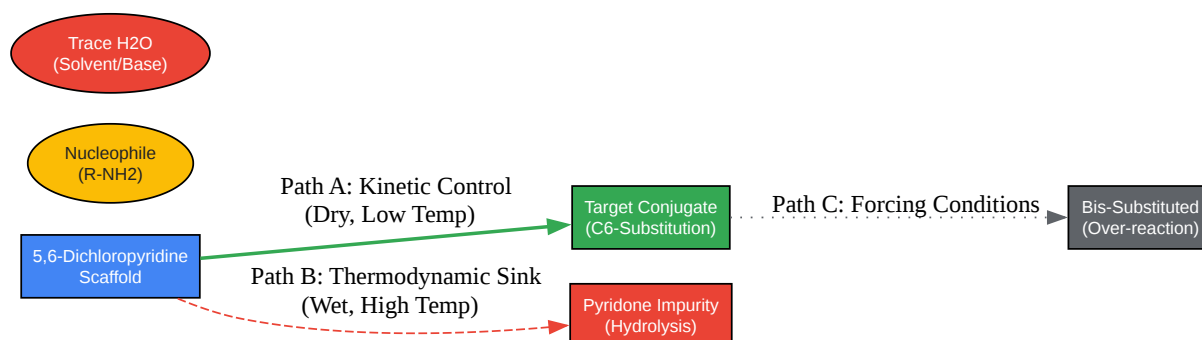 Trace H2O
(Solvent/Base)
Nucleophile
(R-NH2)
5,6-Dichloropyridine
Scaffold
Path A: Kinetic Control
(Dry, Low Temp)
Path B: Thermodynamic Sink
(Wet, High Temp)
Target Conjugate
(C6-Substitution)
Pyridone Impurity
(Hydrolysis)
Path C: Forcing Conditions
Bis-Substituted
(Over-reaction)